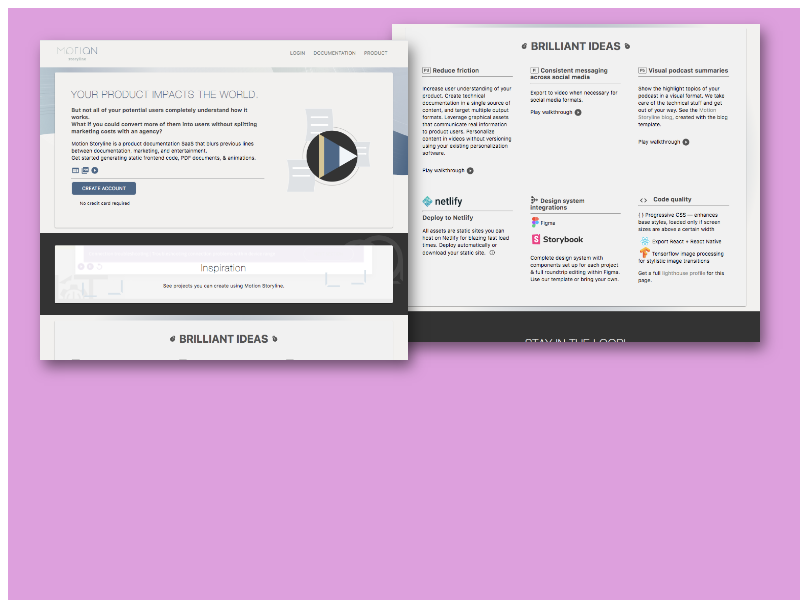 MOTION
storyline
LOGIN DOCUMENTATION PRODUCT
YOUR PRODUCT IMPACTS THE WORLD.
But not all of your potential users completely understand how it
works.
What if you could convert more of them into users without splitting
marketing costs with an agency?
Motion Storyline is a product documentation SaaS that blurs previous lines
between documentation, marketing, and entertainment.
Get started generating static frontend code, PDF documents, & animations.
CREATE ACCOUNT
No credit card required
Inspiration
See projects you can create using Motion Storyline.
BRILLIANT IDEAS
BRILLIANT IDEAS
Reduce friction
Increase user understanding of your
product. Create technical
documentation in a single source of
content, and target multiple output
formats. Leverage graphical assets
that communicate real information
to product users. Personalize
content in videos without versioning
using your existing personalization
software.
Play walkthrough
Consistent messaging
across social media
Export to video when necessary for
social media formats.
Play walkthrough
Visual podcast summaries
Show the highlight topics of your
podcast in a visual format. We take
care of the technical stuff and get
out of your way. See the Motion
Storyline blog, created with the blog
template.
Play walkthrough
netlify
Deploy to Netlify
All assets are static sites you can
host on Netlify for blazing fast load
times. Deploy automatically or
download your static site.
Design system
integrations
Figma
Storybook
Complete design system with
components set up for each project
& full roundtrip editing within Figma.
Use our template or bring your own.
Code quality
{ } Progressive CSS — enhances
base styles, loaded only if screen
sizes are above a certain width
Export React + React Native
Tensorflow image processing
for stylistic image transitions
Get a full lighthouse profile for this
page.
STAY IN THE LOOP!